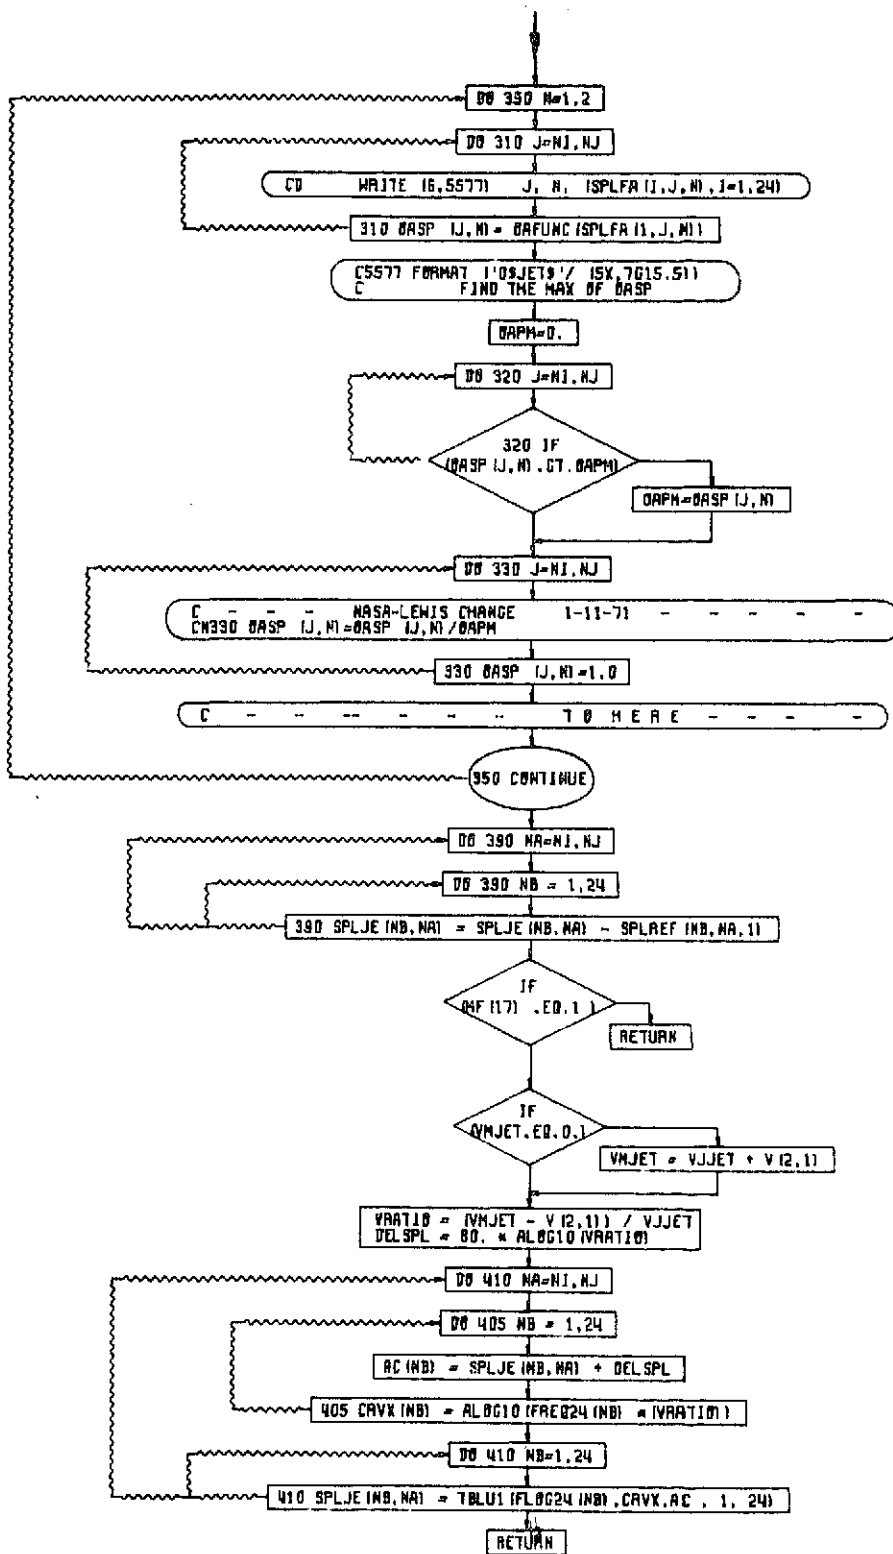 DO 350 N=1,2
DO 310 J=NI,NJ
CD WRITE (6,5577) J, N, (SPLFA(I,J,N),I=1,24)
310 OASP (J,N) = OAFUNC(SPLFA(1,J,N))
C5577 FORMAT ('0$JET$'/ (5X,7G15.5))
C FIND THE MAX OF OASP
OAPM=0.
DO 320 J=NI,NJ
320 IF
(OASP(J,N).GT.OAPM)
OAPM=OASP(J,N)
DO 330 J=NI,NJ
C - - - NASA-LEWIS CHANGE 1-11-71 - - - - -
CN330 OASP (J,N)=OASP (J,N)/OAPM
330 OASP (J,N)=1.0
C - - -- - - - T O H E R E - - - - -
350 CONTINUE
DO 390 NA=NI,NJ
DO 390 NB = 1,24
390 SPLJE(NB,NA) = SPLJE(NB,NA) - SPLREF(NB,NA,1)
IF
(MF(17) .EQ.1 )
RETURN
IF
(VMJET.EQ.0.)
VMJET = VJJET + V(2,1)
VRATIO = (VMJET - V(2,1)) / VJJET
DELSPL = 80. * ALOG10(VRATIO)
DO 410 NA=NI,NJ
DO 405 NB = 1,24
AC(NB) = SPLJE(NB,NA) + DELSPL
405 CRVX(NB) = ALOG10(FREQ24(NB) *(VRATIO))
DO 410 NB=1,24
410 SPLJE(NB,NA) = TBLU1(FLOG24(NB),CRVX,AC , 1, 24)
RETURN